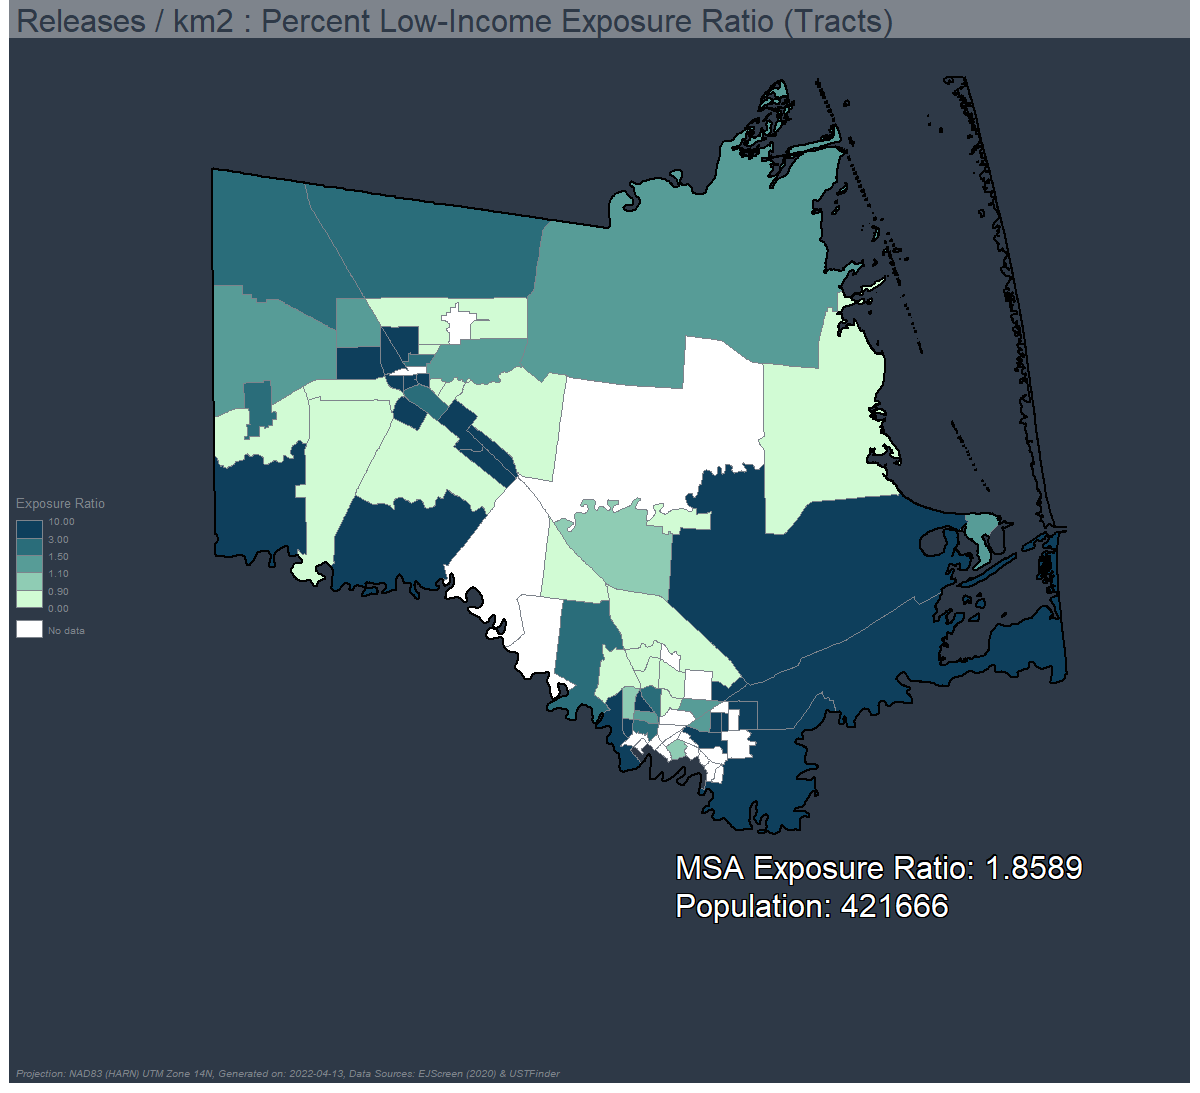 Releases / km2 : Percent Low-Income Exposure Ratio (Tracts)
Exposure Ratio
10.00
3.00
1.50
1.10
0.90
0.00
No data
MSA Exposure Ratio: 1.8589
Population: 421666
Projection: NAD83 (HARN) UTM Zone 14N, Generated on: 2022-04-13, Data Sources: EJScreen (2020) & USTFinder